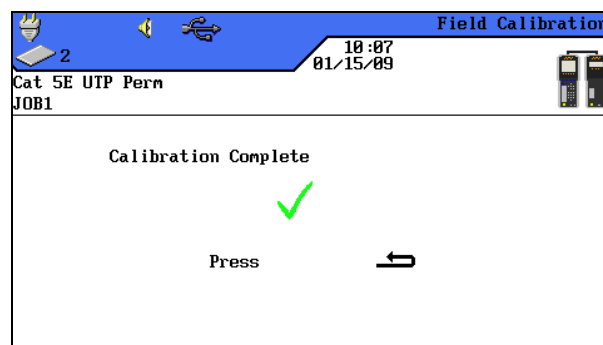 Field Calibration
2
10:07
01/15/09
Cat 5E UTP Perm
JOB1
Calibration Complete
Press